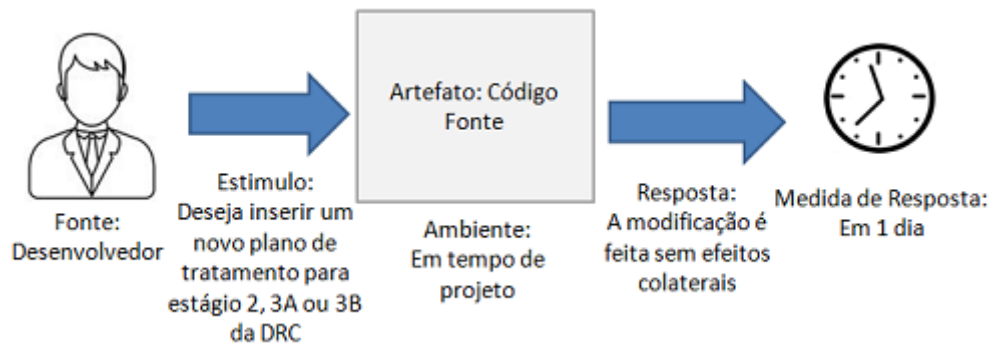 Fonte:
Desenvolvedor
Estimulo:
Deseja inserir um
novo plano de
tratamento para
estágio 2, 3A ou 3B
da DRC
Artefato: Código
Fonte
Ambiente:
Em tempo de
projeto
Resposta:
A modificação é
feita sem efeitos
colaterais
Medida de Resposta:
Em 1 dia